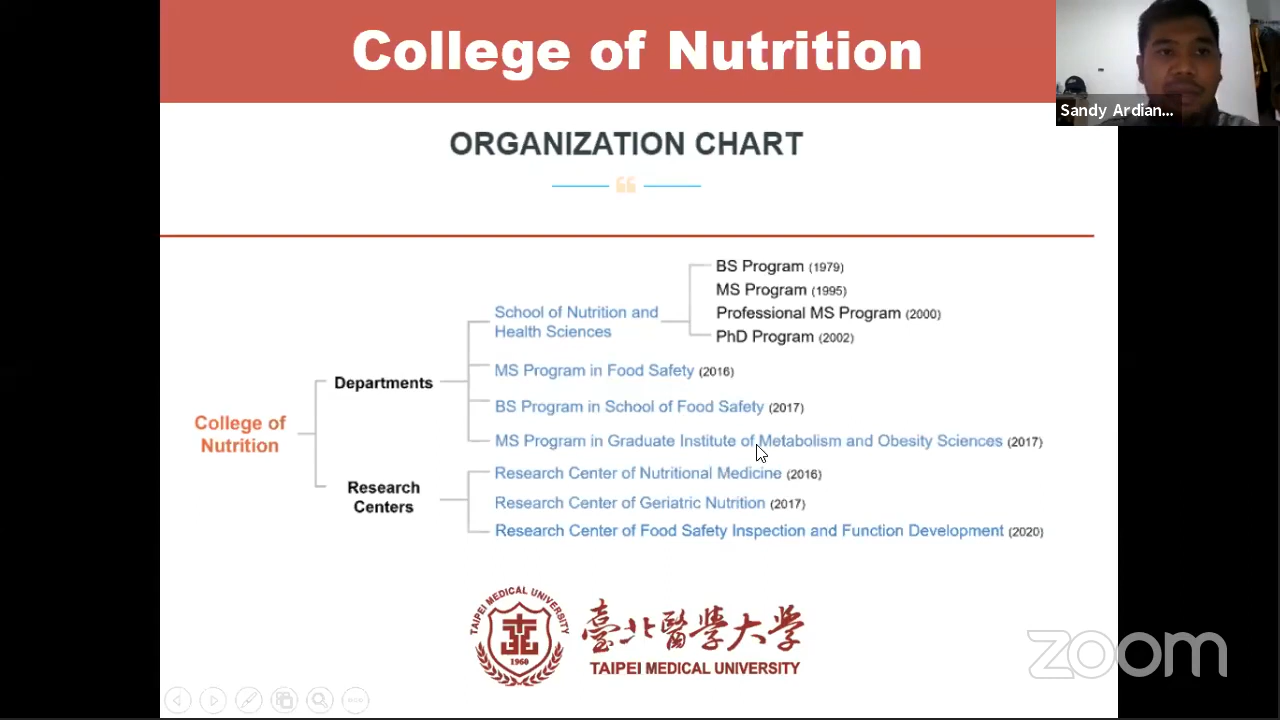 College of Nutrition
Sandy Ardian...
ORGANIZATION CHART
BS Program (1979)
MS Program (1995)
School of Nutrition and
Health Sciences
Professional MS Program (2000)
PhD Program (2002)
MS Program in Food Safety (2016)
Departments
BS Program in School of Food Safety (2017)
College of
Nutrition
MS Program in Graduate Institute of Metabolism and Obesity Sciences (2017)
Research Center of Nutritional Medicine (2016)
Research
Centers
Research Center of Geriatric Nutrition (2017)
Research Center of Food Safety Inspection and Function Development (2020)
TAIPEI MEDICAL UNIVERSITY
1960
臺北醫學大學
TAIPEI MEDICAL UNIVERSITY
zoom